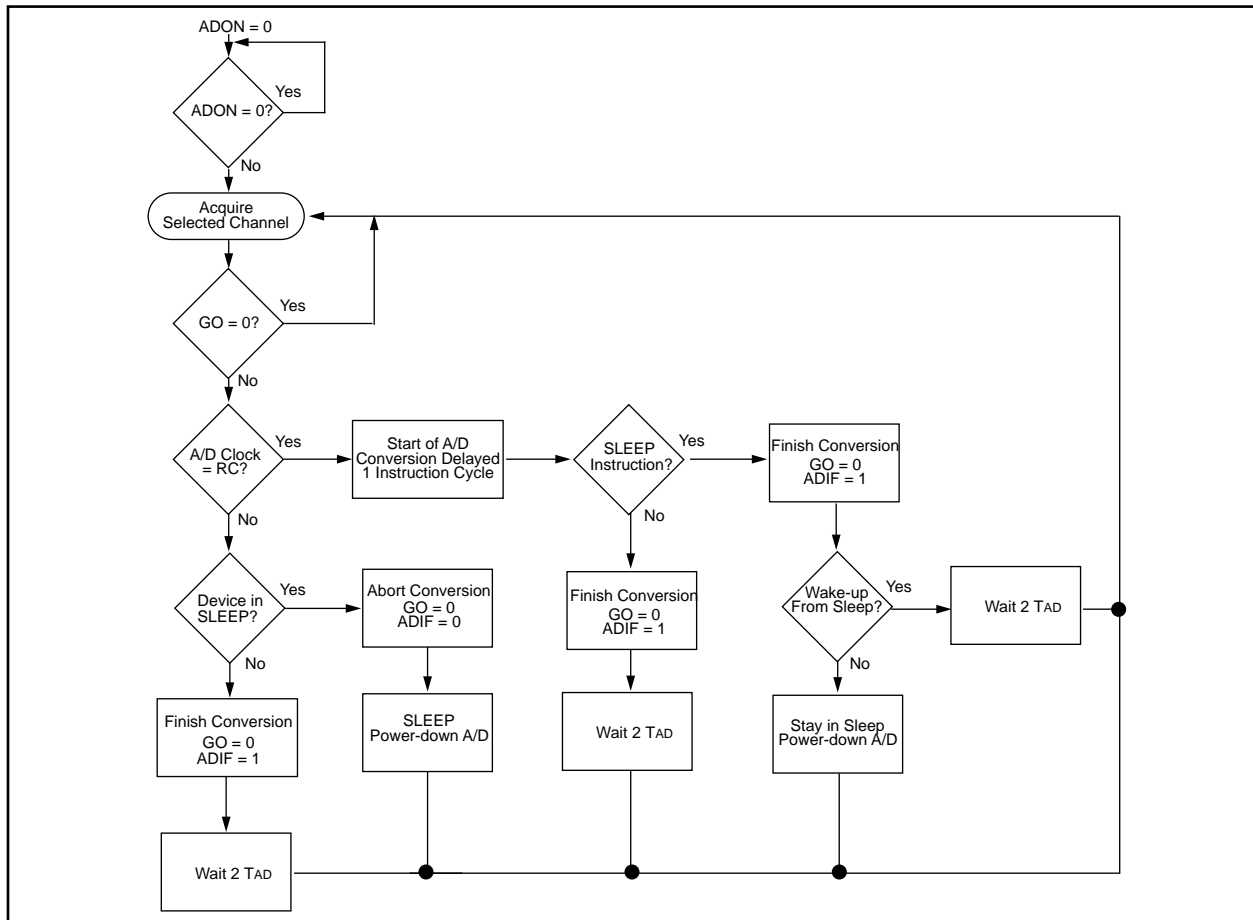 ADON = 0
Yes
ADON = 0?
No
Acquire
Selected Channel
Yes
GO = 0?
No
A/D Clock
= RC?
Yes
Start of A/D
Conversion Delayed
1 Instruction Cycle
SLEEP
Instruction?
Yes
Finish Conversion
GO = 0
ADIF = 1
No
No
Device in
SLEEP?
Yes
Abort Conversion
GO = 0
ADIF = 0
Finish Conversion
GO = 0
ADIF = 1
Wake-up
From Sleep?
Yes
Wait 2 TAD
No
No
Finish Conversion
GO = 0
ADIF = 1
SLEEP
Power-down A/D
Wait 2 TAD
Stay in Sleep
Power-down A/D
Wait 2 TAD